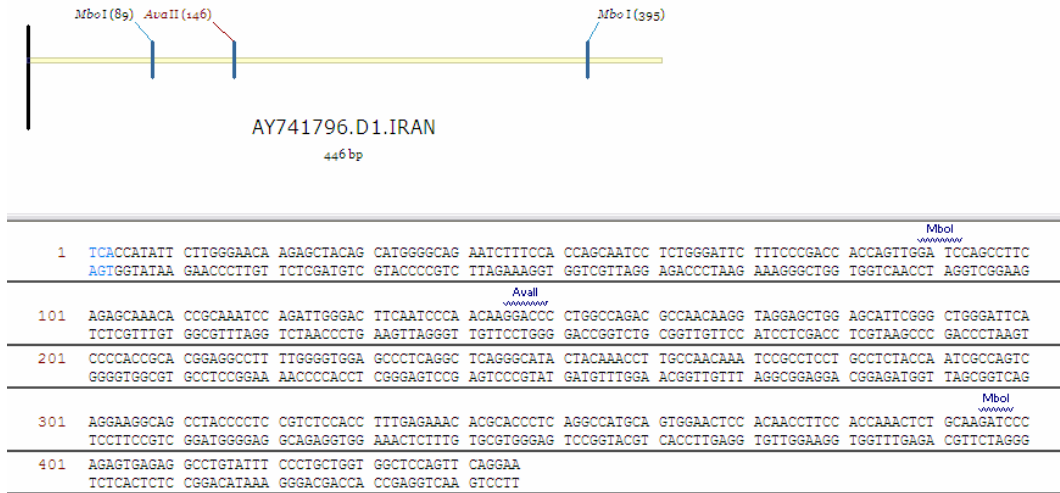 MboI (89) AvaII (146) MboI (395)
AY741796.D1.IRAN
446 bp
MboI
1 TCACCATATT CTTGGGAACA AGAGCTACAG CATGGGGCAG AATCTTTCCA CCAGCAATCC TCTGGGATTC TTTCCCGACC ACCAGTTGGA TCCAGCCTTC
AGTGGTATAA GAACCCTTGT TCTCGATGTC GTACCCCGTC TTAGAAAGGT GGTCGTTAGG AGACCCTAAG AAAGGGCTGG TGGTCAACCT AGGTCGGAAG
AvaII
101 AGAGCAAACA CCGCAAATCC AGATTGGGAC TTCAATCCCA ACAAGGACCC CTGGCCAGAC GCCAACAAGG TAGGAGCTGG AGCATTCGGG CTGGGATTCA
TCTCGTTTGT GGCGTTTAGG TCTAACCCTG AAGTTAGGGT TGTTCCTGGG GACCGGTCTG CGGTTGTTCC ATCCTCGACC TCGTAAGCCC GACCCTAAGT
201 CCCCACCGCA CGGAGGCCTT TTGGGGTGGA GCCCTCAGGC TCAGGGCATA CTACAAACCT TGCCAACAAA TCCGCCTCCT GCCTCTACCA ATCGCCAGTC
GGGGTGGCGT GCCTCCGGAA AACCCCACCT CGGGAGTCCG AGTCCCGTAT GATGTTTGGA ACGGTTGTTT AGGCGGAGGA CGGAGATGGT TAGCGGTCAG
MboI
301 AGGAAGGCAG CCTACCCCTC CGTCTCCACC TTTGAGAAAC ACGCACCCTC AGGCCATGCA GTGGAACTCC ACAACCTTCC ACCAAACTCT GCAAGATCCC
TCCTTCCGTC GGATGGGGAG GCAGAGGTGG AAACTCTTTG TGCGTGGGAG TCCGGTACGT CACCTTGAGG TGTTGGAAGG TGGTTTGAGA CGTTCTAGGG
401 AGAGTGAGAG GCCTGTATTT CCCTGCTGGT GGCTCCAGTT CAGGAA
TCTCACTCTC CGGACATAAA GGGACGACCA CCGAGGTCAA GTCCTT